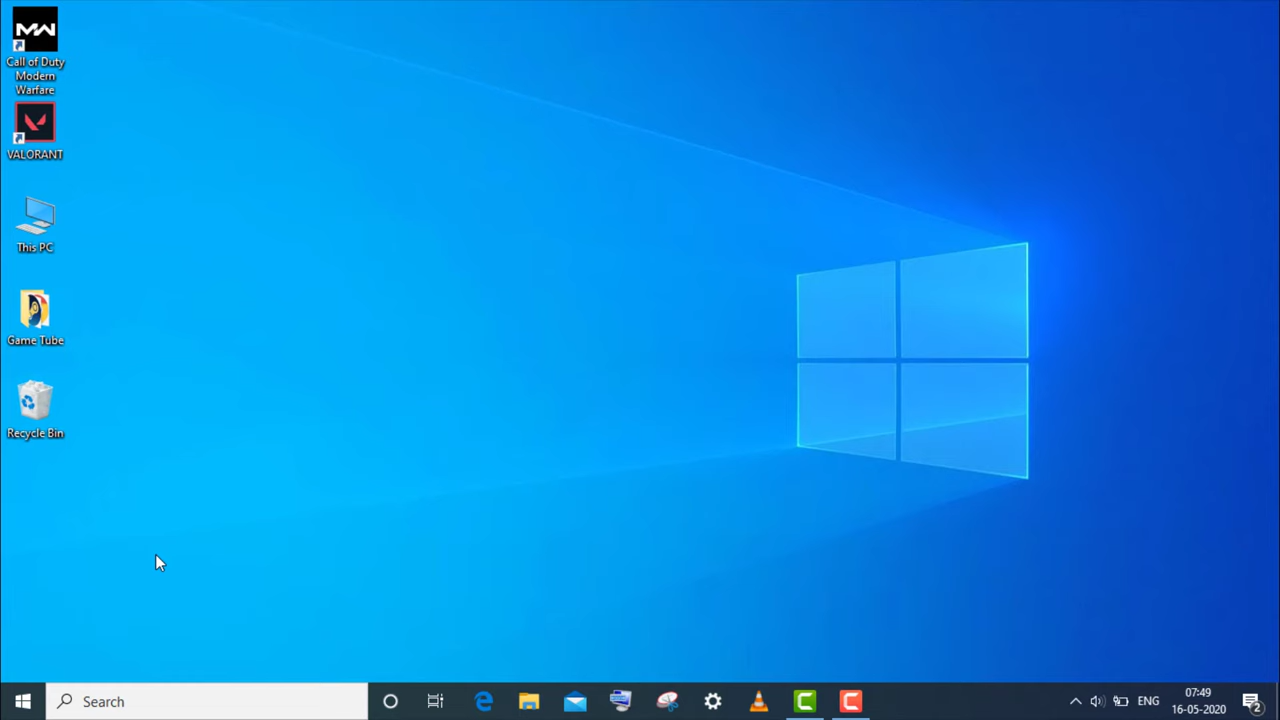 Call of Duty
Modern
Warfare
VALORANT
This PC
Game Tube
Recycle Bin
Search
ENG
07:49
16-05-2020
2